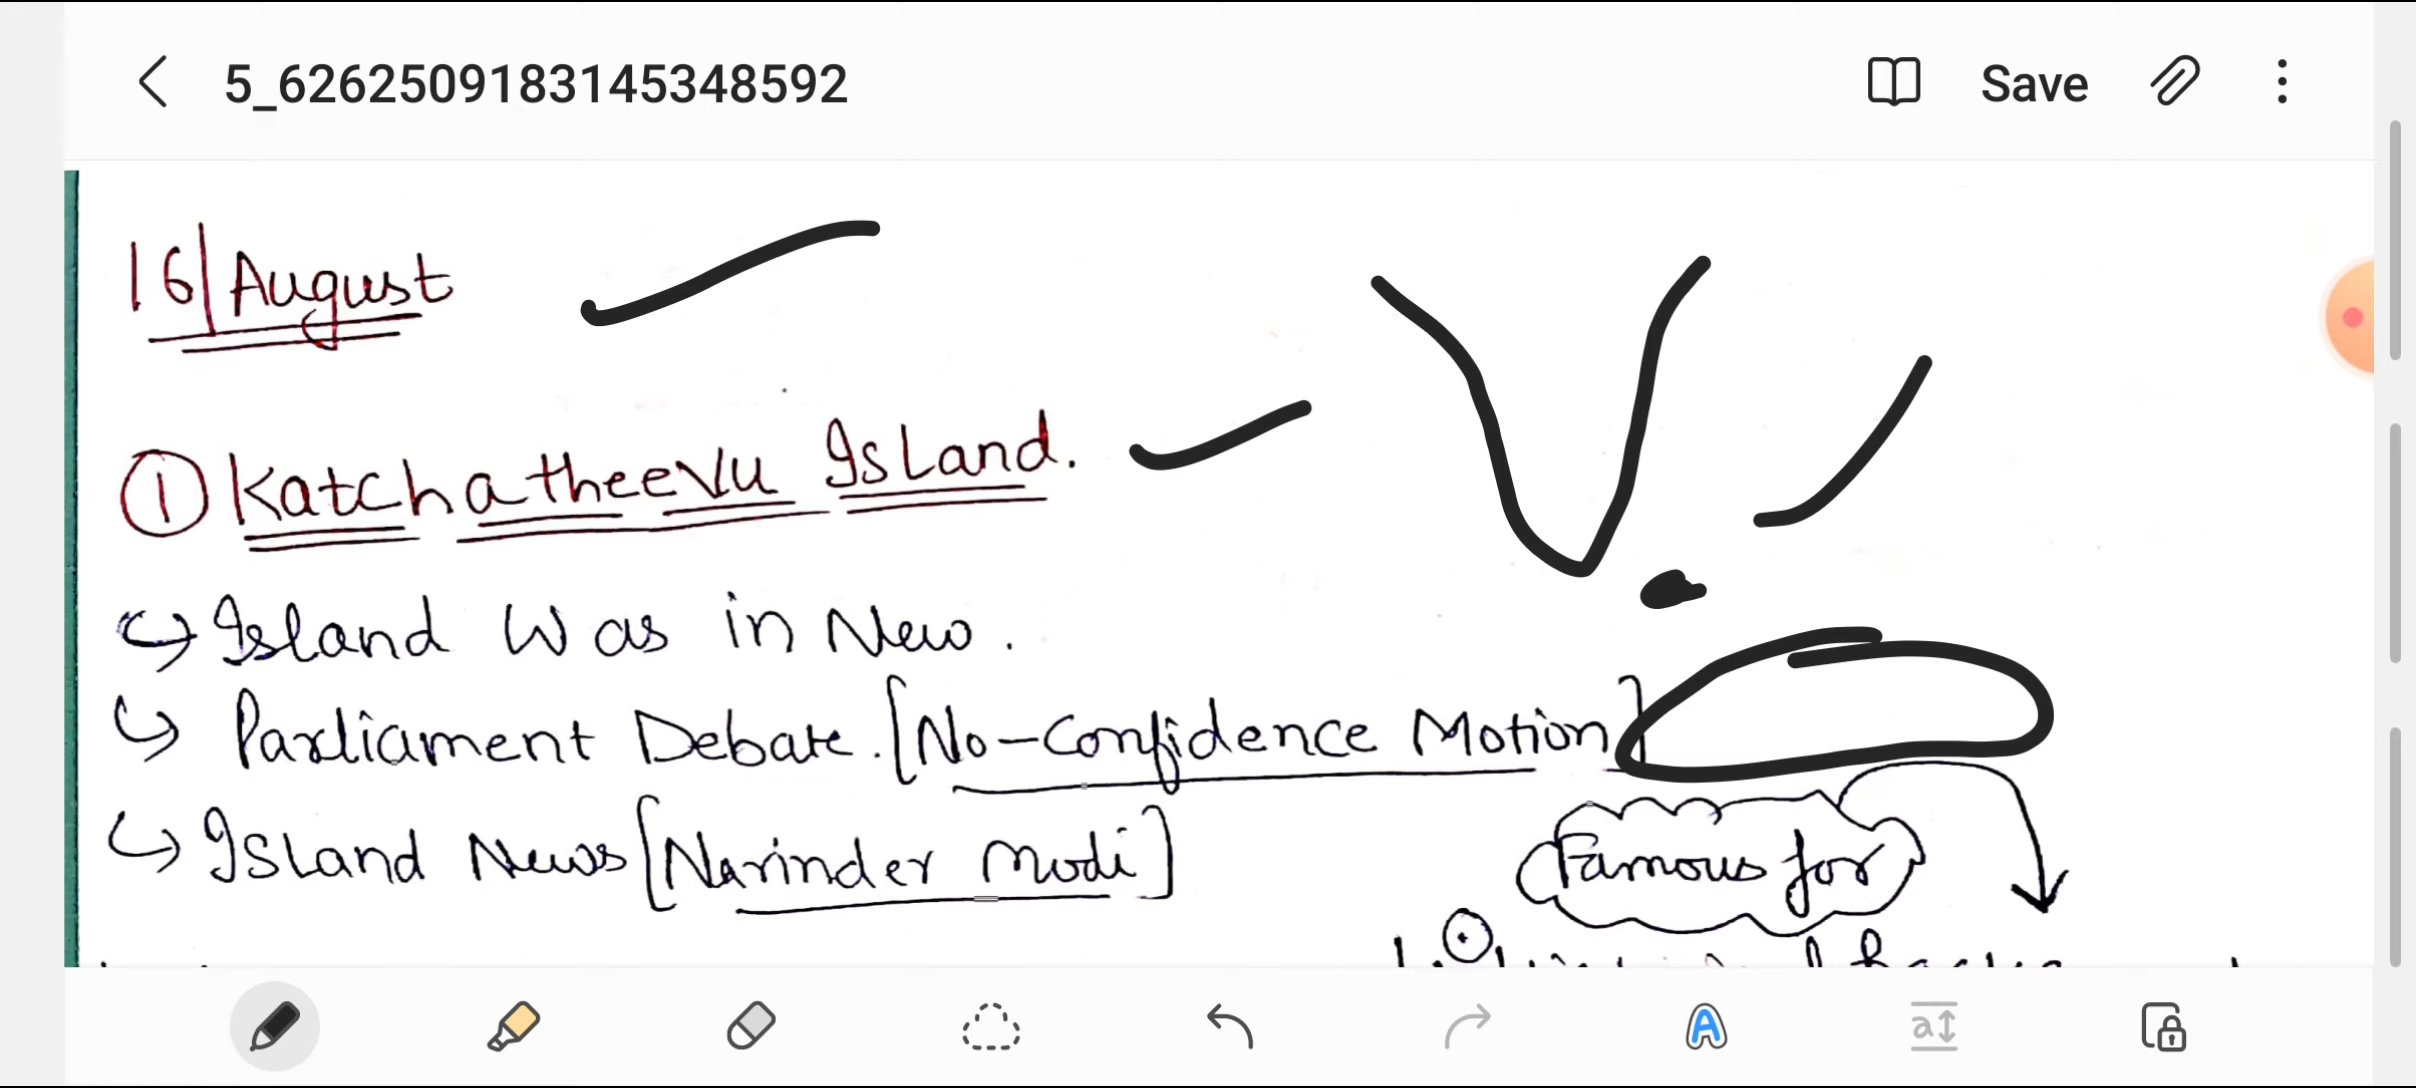 5_6262509183145348592
Save
16/August
① Katchatheevu Island.
↳ Island Was in New.
↳ Parliament Debate. [No-Confidence Motion]
↳ Island News [Narinder Modi]
Famous for